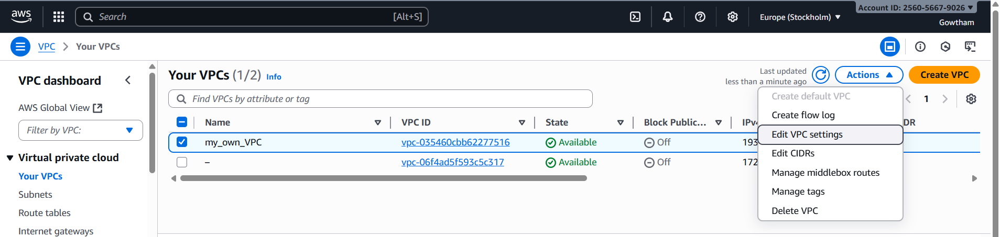 aws
Search
[Alt+S]
Europe (Stockholm)
Account ID: 2560-5667-9026
Gowtham
VPC
Your VPCs
VPC dashboard
AWS Global View
Filter by VPC:
Virtual private cloud
Your VPCs
Subnets
Route tables
Internet gateways
Your VPCs (1/2) Info
Last updated
less than a minute ago
Actions
Create VPC
Find VPCs by attribute or tag
1
Name VPC ID State Block Public... IPv4 DR
my_own_VPC vpc-035460cbb62277516 Available Off 193
– vpc-06f4ad5f593c5c317 Available Off 172
Create default VPC
Create flow log
Edit VPC settings
Edit CIDRs
Manage middlebox routes
Manage tags
Delete VPC